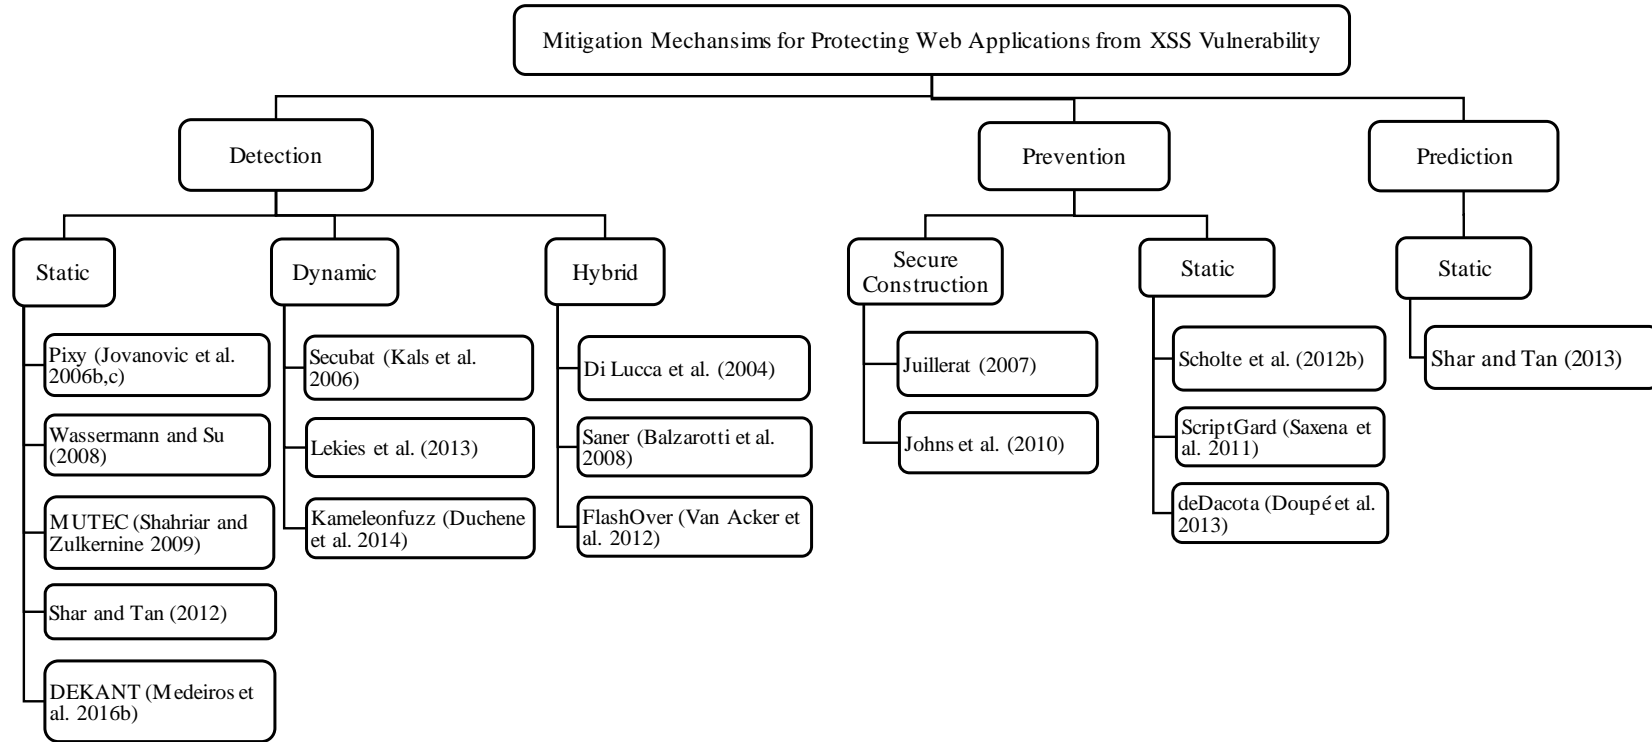 Mitigation Mechansims for Protecting Web Applications from XSS Vulnerability
Detection
Prevention
Prediction
Static
Dynamic
Hybrid
Secure
Construction
Static
Static
Pixy (Jovanovic et al.
2006b,c)
Wassermann and Su
(2008)
MUTEC (Shahriar and
Zulkernine 2009)
Shar and Tan (2012)
DEKANT (Medeiros et
al. 2016b)
Secubat (Kals et al.
2006)
Lekies et al. (2013)
Kameleonfuzz (Duchene
et al. 2014)
Di Lucca et al. (2004)
Saner (Balzarotti et al.
2008)
FlashOver (Van Acker et
al. 2012)
Juillerat (2007)
Johns et al. (2010)
Scholte et al. (2012b)
ScriptGard (Saxena et
al. 2011)
deDacota (Doupé et al.
2013)
Shar and Tan (2013)